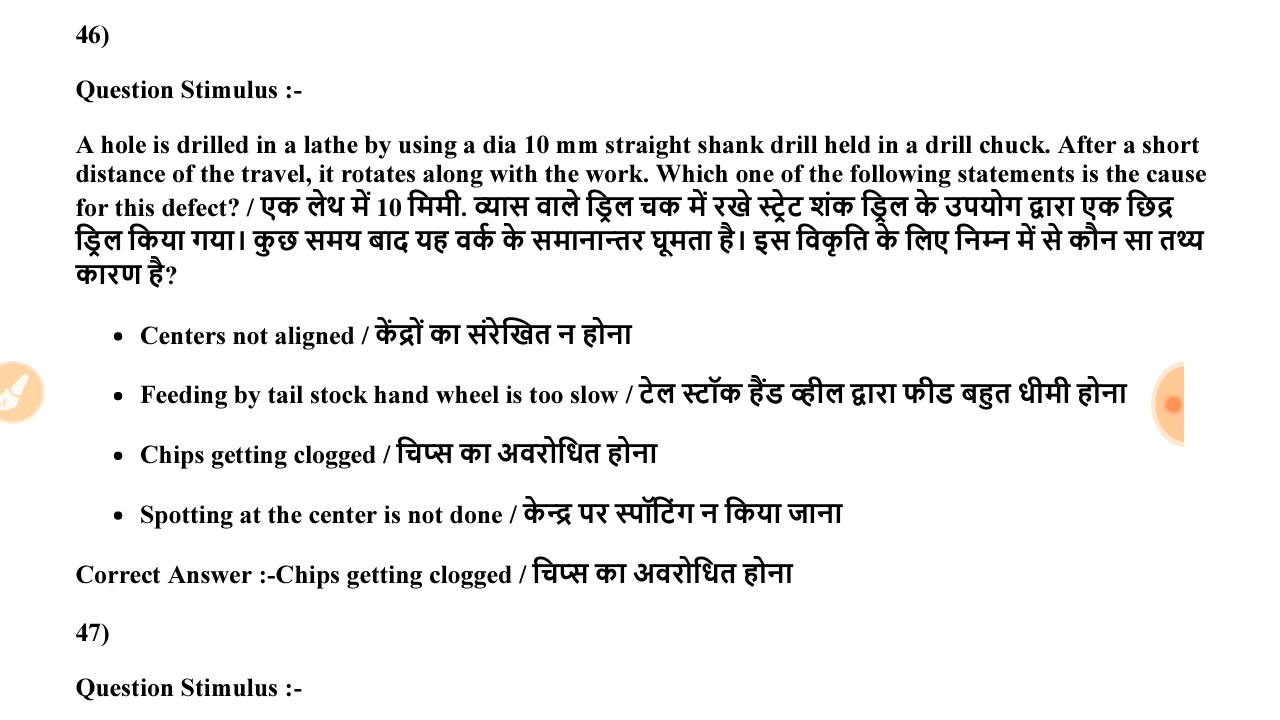 46)
Question Stimulus :-
A hole is drilled in a lathe by using a dia 10 mm straight shank drill held in a drill chuck. After a short
distance of the travel, it rotates along with the work. Which one of the following statements is the cause
for this defect? / एक लेथ में 10 मिमी. व्यास वाले ड्रिल चक में रखे स्ट्रेट शंक ड्रिल के उपयोग द्वारा एक छिद्र
ड्रिल किया गया। कुछ समय बाद यह वर्क के समानान्तर घूमता है। इस विकृति के लिए निम्न में से कौन सा तथ्य
कारण है?
• Centers not aligned / केंद्रों का संरेखित न होना
• Feeding by tail stock hand wheel is too slow / टेल स्टॉक हैंड व्हील द्वारा फीड बहुत धीमी होना
• Chips getting clogged / चिप्स का अवरोधित होना
• Spotting at the center is not done / केन्द्र पर स्पॉटिंग न किया जाना
Correct Answer :-Chips getting clogged / चिप्स का अवरोधित होना
47)
Question Stimulus :-